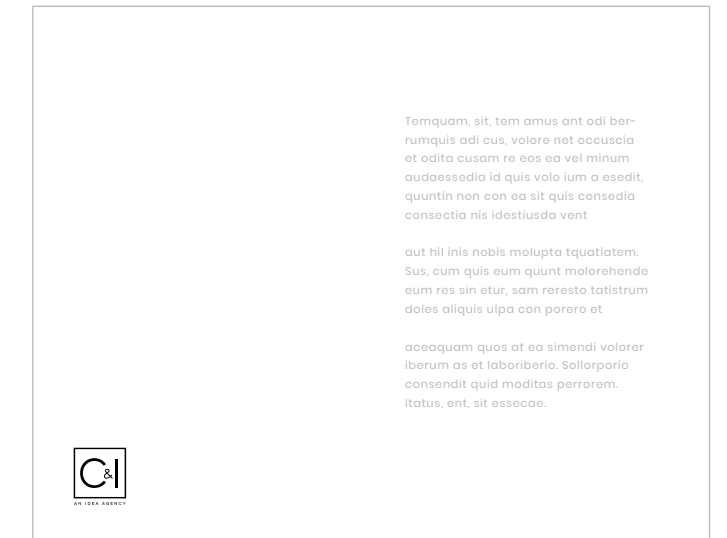 Temquam, sit, tem amus ant odi ber-
rumquis adi cus, volore net occuscia
et odita cusam re eos ea vel minum
audaessedia id quis volo ium a esedit,
quuntin non con ea sit quis consedia
consectia nis idestiusda vent
aut hil inis nobis molupta tquatiatem.
Sus, cum quis eum quunt molorehende
eum res sin etur, sam reresto tatistrum
doles aliquis ulpa con porero et
aceaquam quos at ea simendi volorer
iberum as et laboriberio. Sollorporio
consendit quid moditas perrorem.
Itatus, ent, sit essecae.
C&I
AN IDEA AGENCY